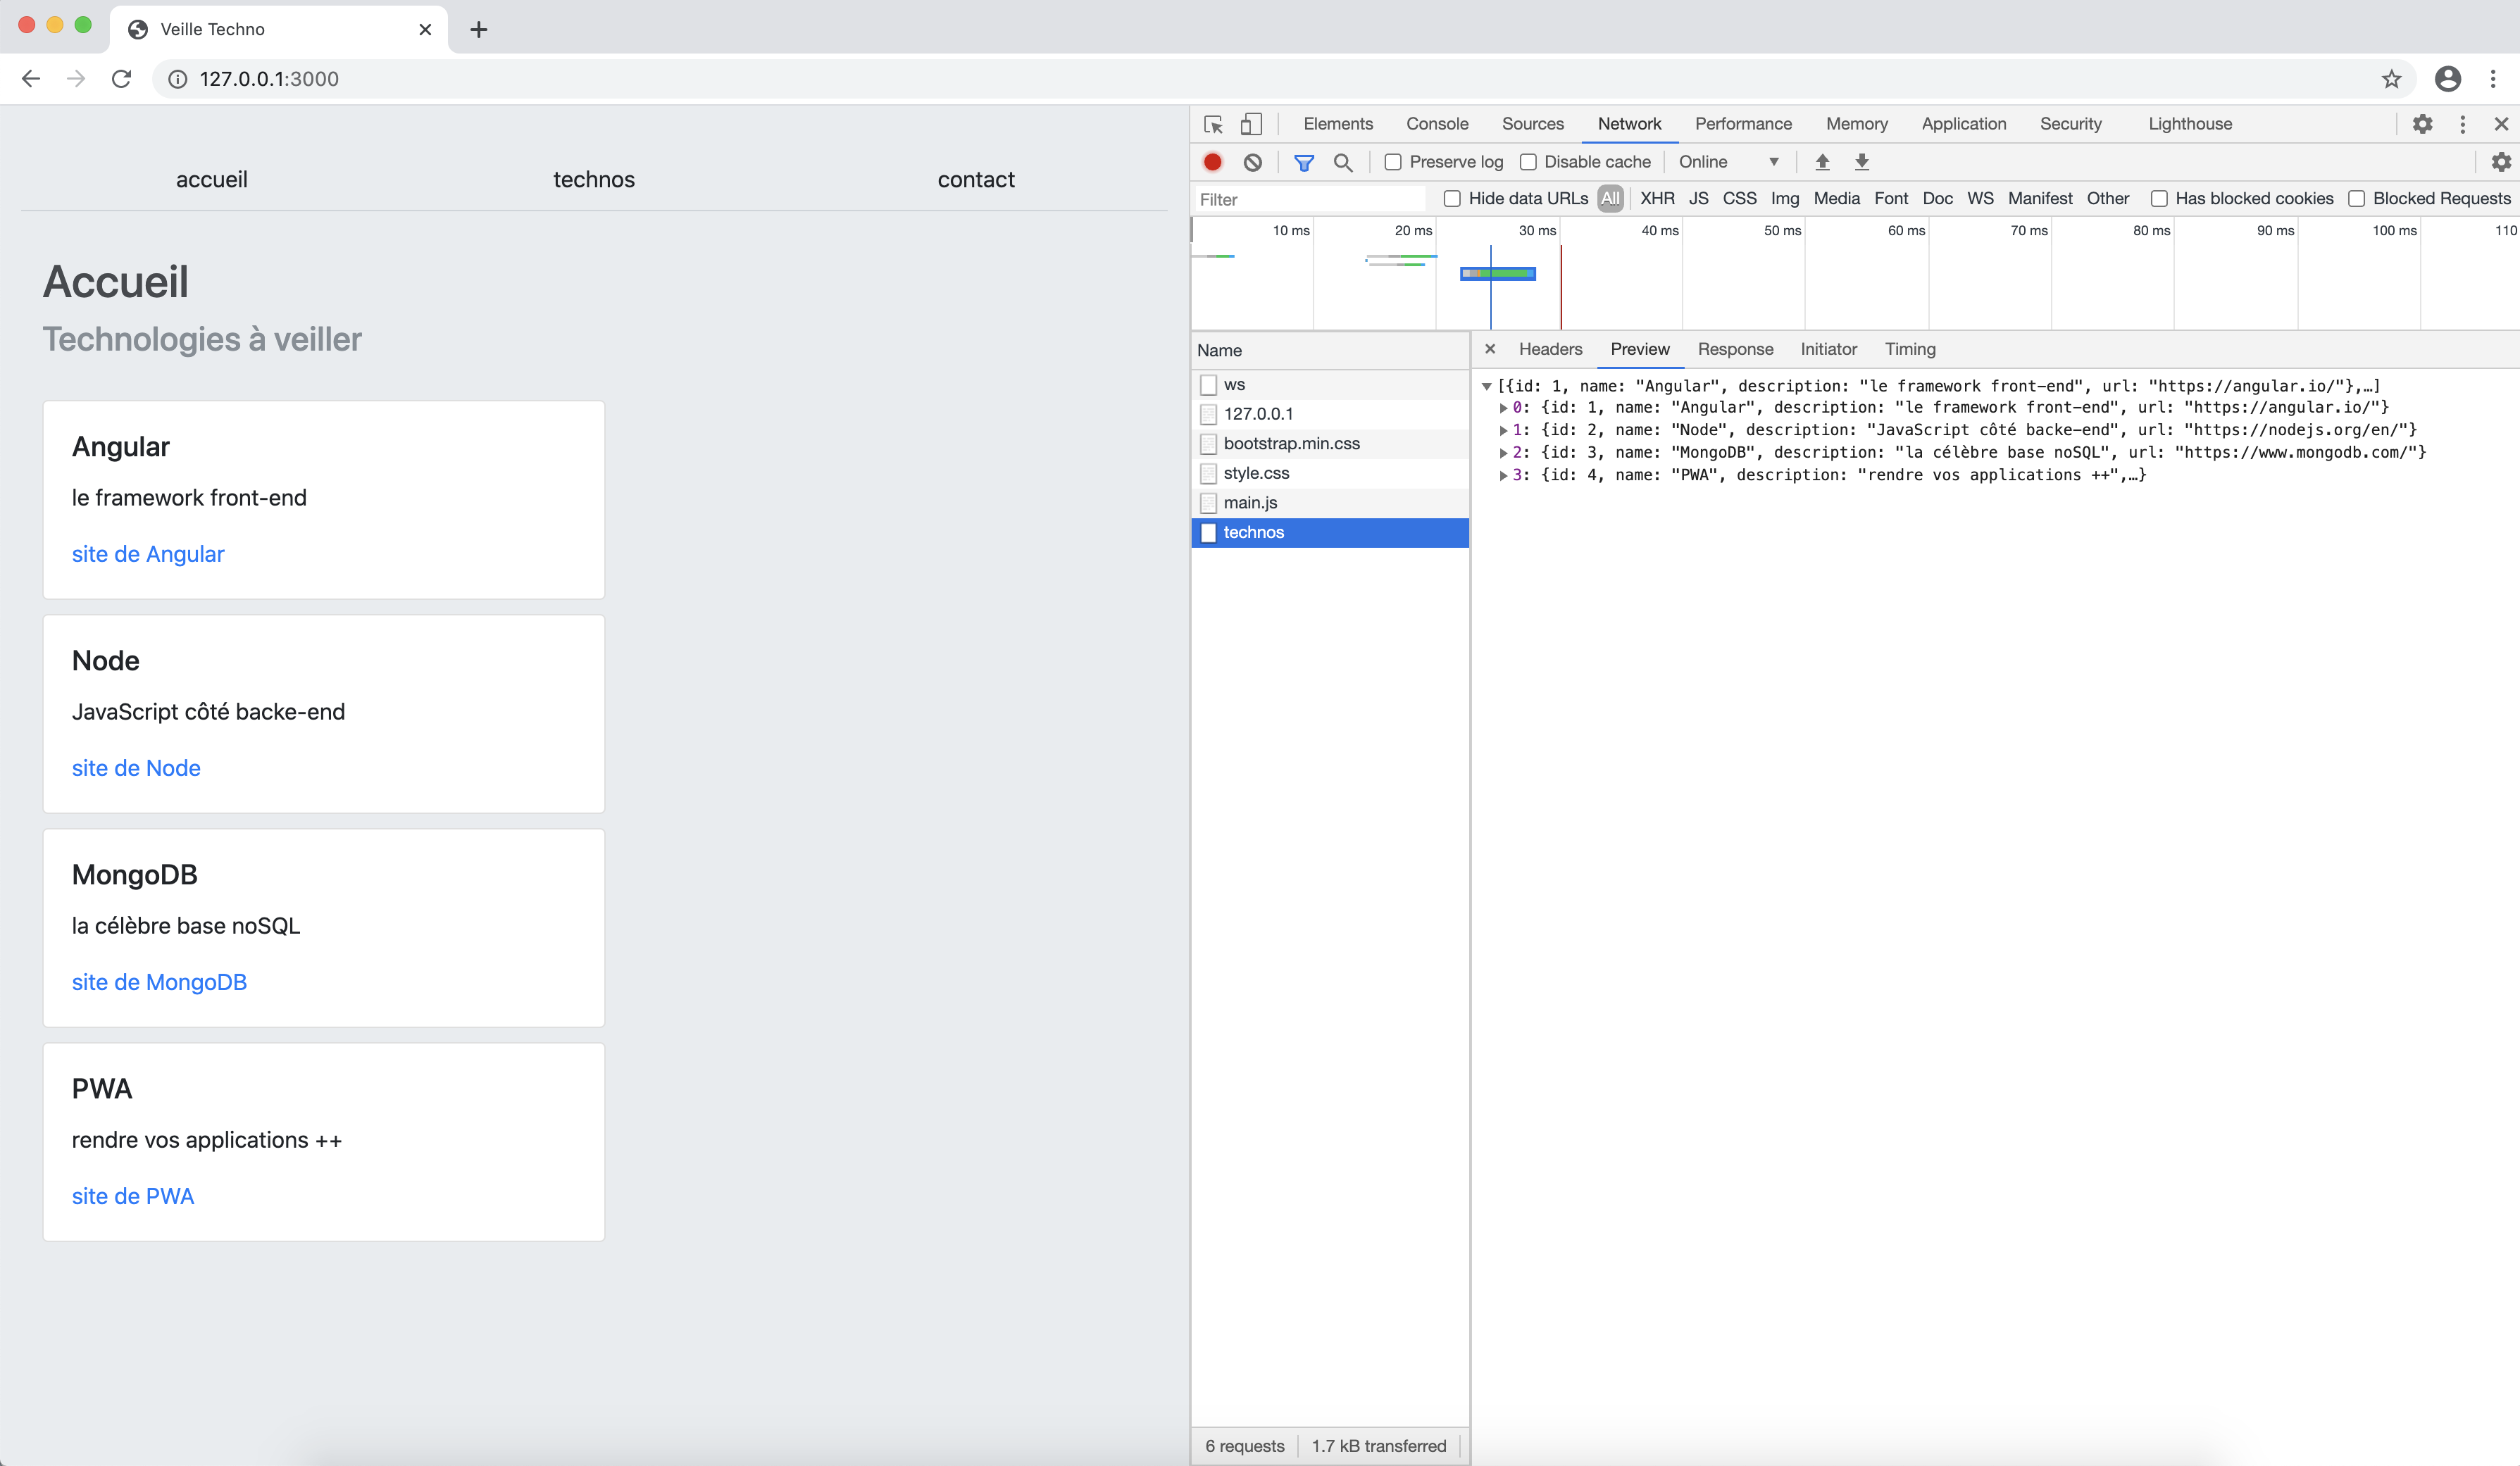 Veille Techno
127.0.0.1:3000
accueil technos contact
Accueil
Technologies à veiller
Angular
le framework front-end
site de Angular
Node
JavaScript côté backe-end
site de Node
MongoDB
la célèbre base noSQL
site de MongoDB
PWA
rendre vos applications ++
site de PWA
Elements Console Sources Network Performance Memory Application Security Lighthouse
Preserve log Disable cache Online
Filter Hide data URLs All XHR JS CSS Img Media Font Doc WS Manifest Other Has blocked cookies Blocked Requests
10 ms 20 ms 30 ms 40 ms 50 ms 60 ms 70 ms 80 ms 90 ms 100 ms 110
Name
ws
127.0.0.1
bootstrap.min.css
style.css
main.js
technos
6 requests 1.7 kB transferred
Headers Preview Response Initiator Timing
[{id: 1, name: "Angular", description: "le framework front-end", url: "https://angular.io/"},…]
0: {id: 1, name: "Angular", description: "le framework front-end", url: "https://angular.io/"}
1: {id: 2, name: "Node", description: "JavaScript côté backe-end", url: "https://nodejs.org/en/"}
2: {id: 3, name: "MongoDB", description: "la célèbre base noSQL", url: "https://www.mongodb.com/"}
3: {id: 4, name: "PWA", description: "rendre vos applications ++",…}